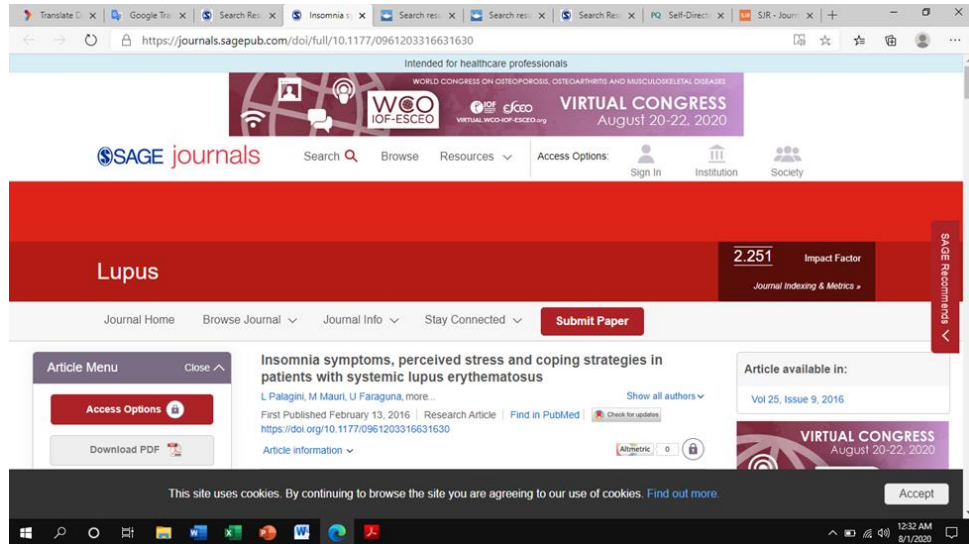 Translate D
Google Tra
Search Res
Insomnia sy
Search resu
Search resu
Search Res
Self-Directe
SJR - Journ
https://journals.sagepub.com/doi/full/10.1177/0961203316631630
Intended for healthcare professionals
WORLD CONGRESS ON OSTEOPOROSIS, OSTEOARTHRITIS AND MUSCULOSKELETAL DISEASES
WCO
IOF-ESCEO
IOF ESCEO
VIRTUAL.WCO-IOF-ESCEO.org
VIRTUAL CONGRESS
August 20-22, 2020
SAGE journals
Search Browse Resources Access Options:
Sign In Institution Society
Lupus
2.251 Impact Factor
Journal Indexing & Metrics »
SAGE Recommends
Journal Home Browse Journal Journal Info Stay Connected Submit Paper
Article Menu Close
Access Options
Download PDF
Insomnia symptoms, perceived stress and coping strategies in
patients with systemic lupus erythematosus
L Palagini, M Mauri, U Faraguna, more... Show all authors
First Published February 13, 2016 Research Article Find in PubMed Check for updates
https://doi.org/10.1177/0961203316631630
Article information Altmetric 0
Article available in:
Vol 25, Issue 9, 2016
VIRTUAL CONGRESS
August 20-22, 2020
This site uses cookies. By continuing to browse the site you are agreeing to our use of cookies. Find out more.
Accept
12:32 AM
8/1/2020